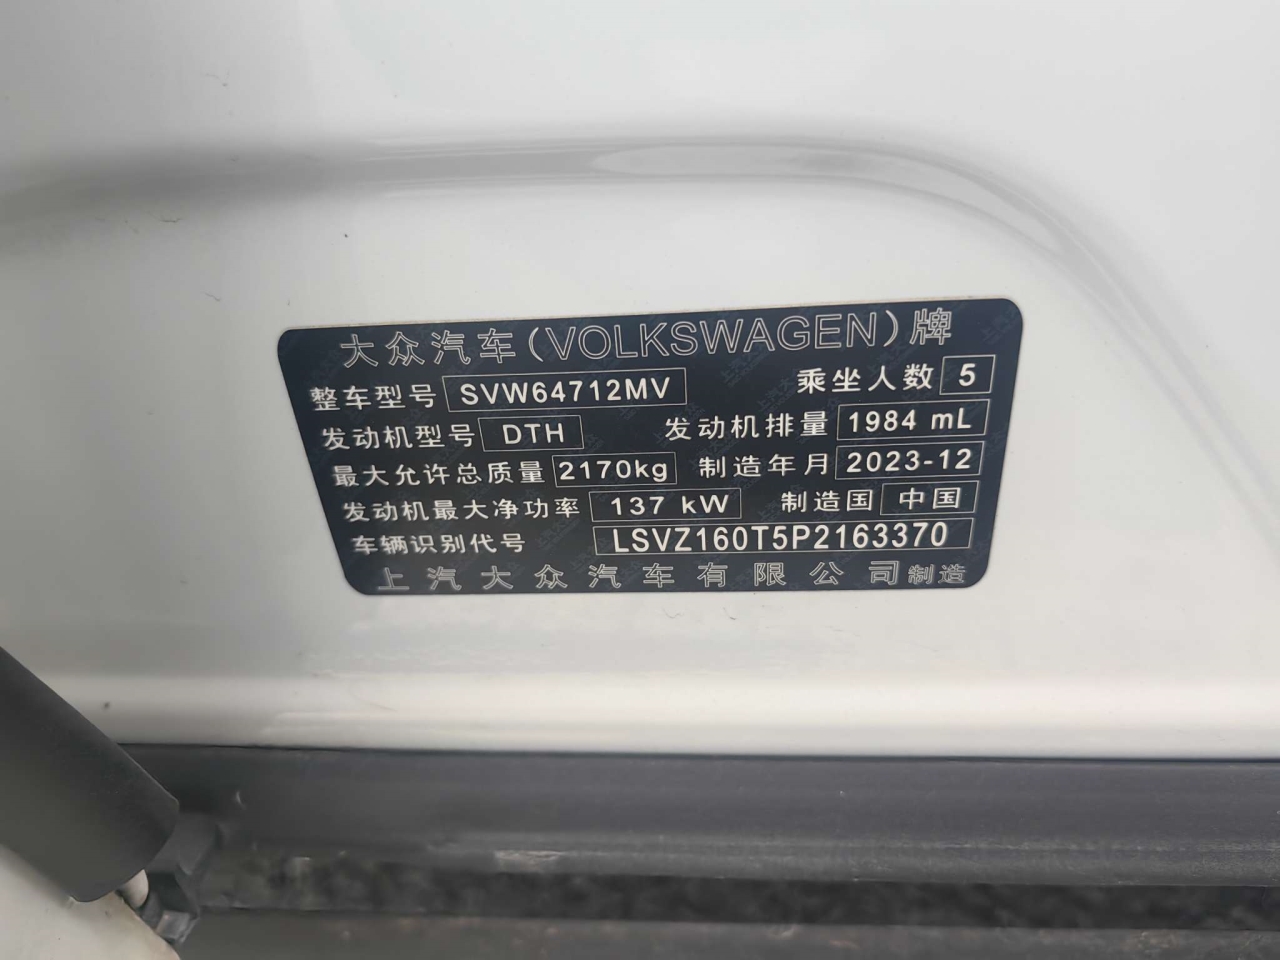 大众汽车(VOLKSWAGEN)牌
整车型号 SVW64712MV 乘坐人数 5
发动机型号 DTH 发动机排量 1984 mL
最大允许总质量 2170kg 制造年月 2023-12
发动机最大净功率 137 kW 制造国 中国
车辆识别代号 LSVZ160T5P2163370
上汽大众汽车有限公司制造